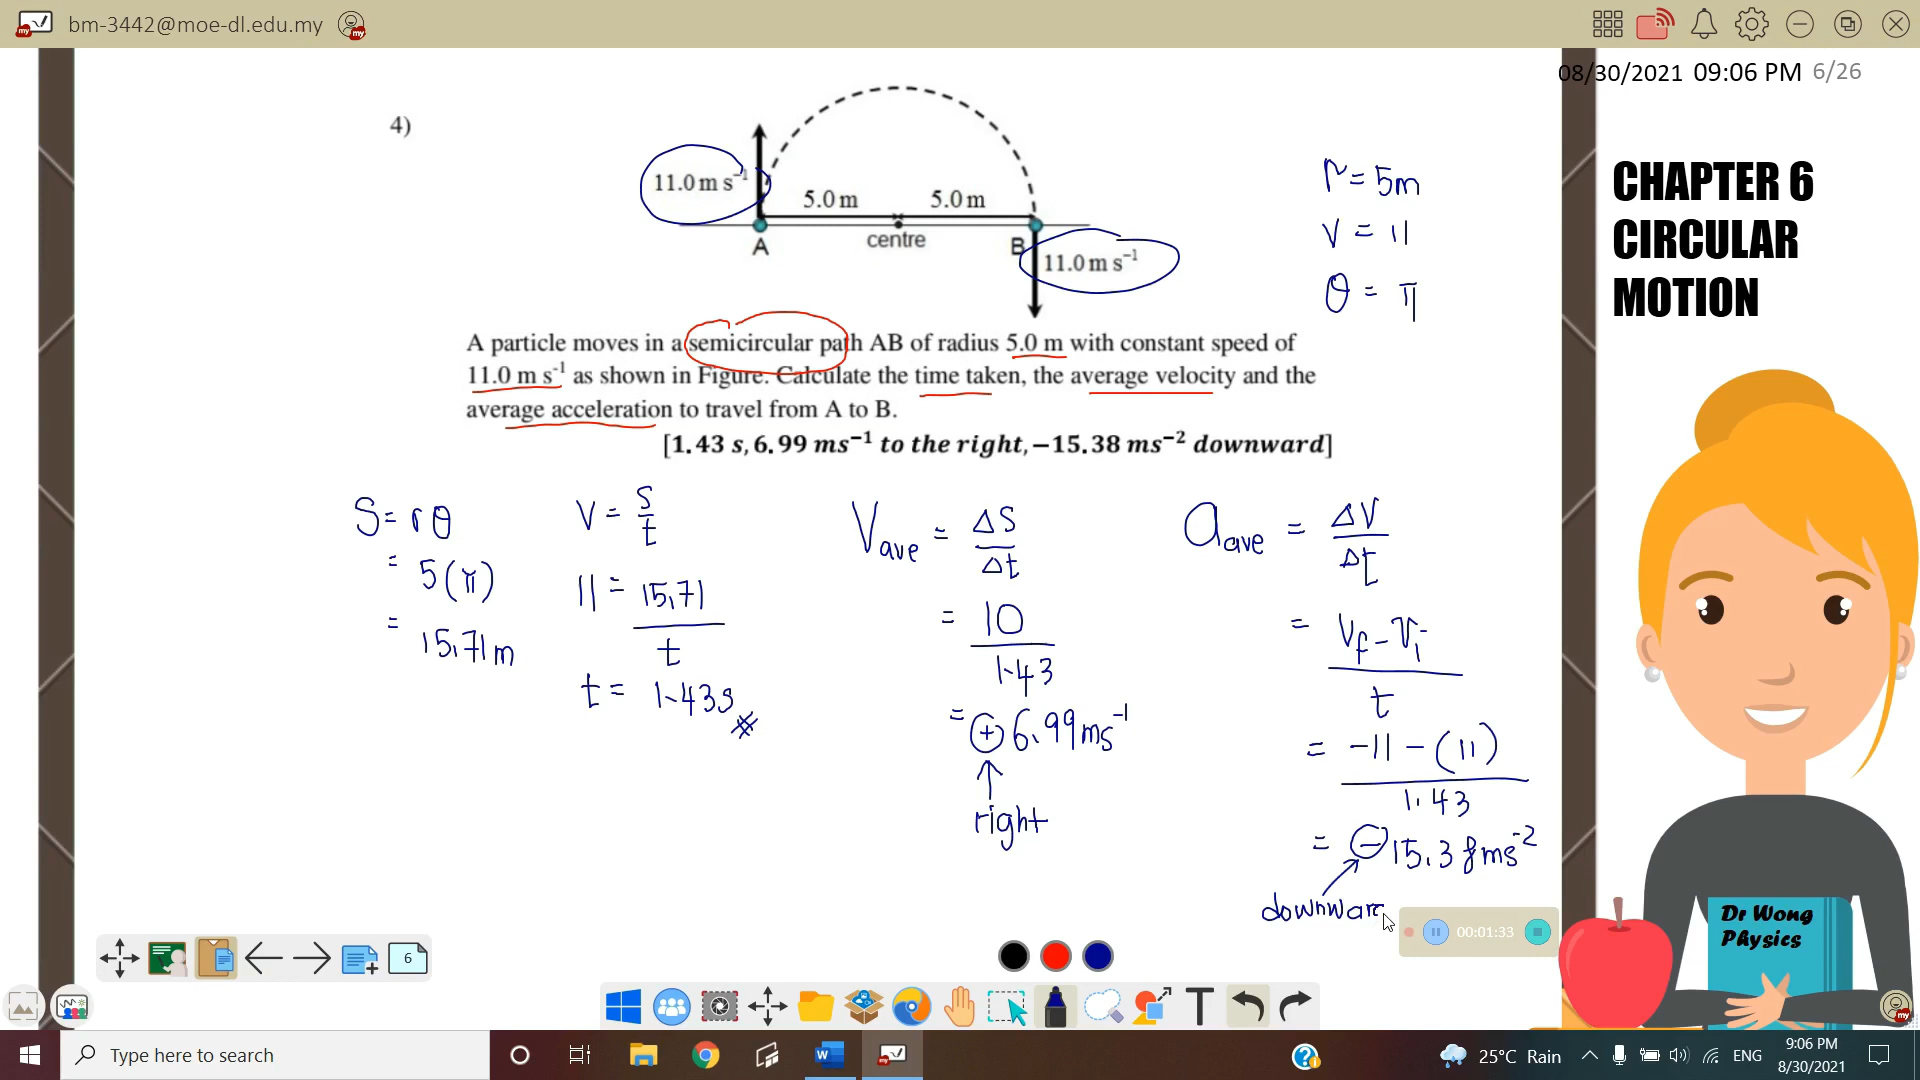 bm-3442@moe-dl.edu.my
08/30/2021 09:06 PM 6/26
4)
11.0 m s⁻¹
5.0 m 5.0 m
A centre B
11.0 m s⁻¹
r = 5m
v = 11
θ = π
A particle moves in a semicircular path AB of radius 5.0 m with constant speed of
11.0 m s⁻¹ as shown in Figure. Calculate the time taken, the average velocity and the
average acceleration to travel from A to B.
[1.43 s, 6.99 ms⁻¹ to the right, −15.38 ms⁻² downward]
S = rθ
= 5(π)
= 15.71m
v = s/t
11 = 15.71/t
t = 1.43s
Vave = ΔS/Δt
= 10/1.43
= +6.99ms⁻¹
right
aave = ΔV/Δt
= Vf - Vi/t
= -11 - (11)/1.43
= -15.38ms⁻²
downwar
CHAPTER 6
CIRCULAR
MOTION
Dr Wong
Physics
00:01:33
6
Type here to search
25°C Rain
ENG
9:06 PM
8/30/2021